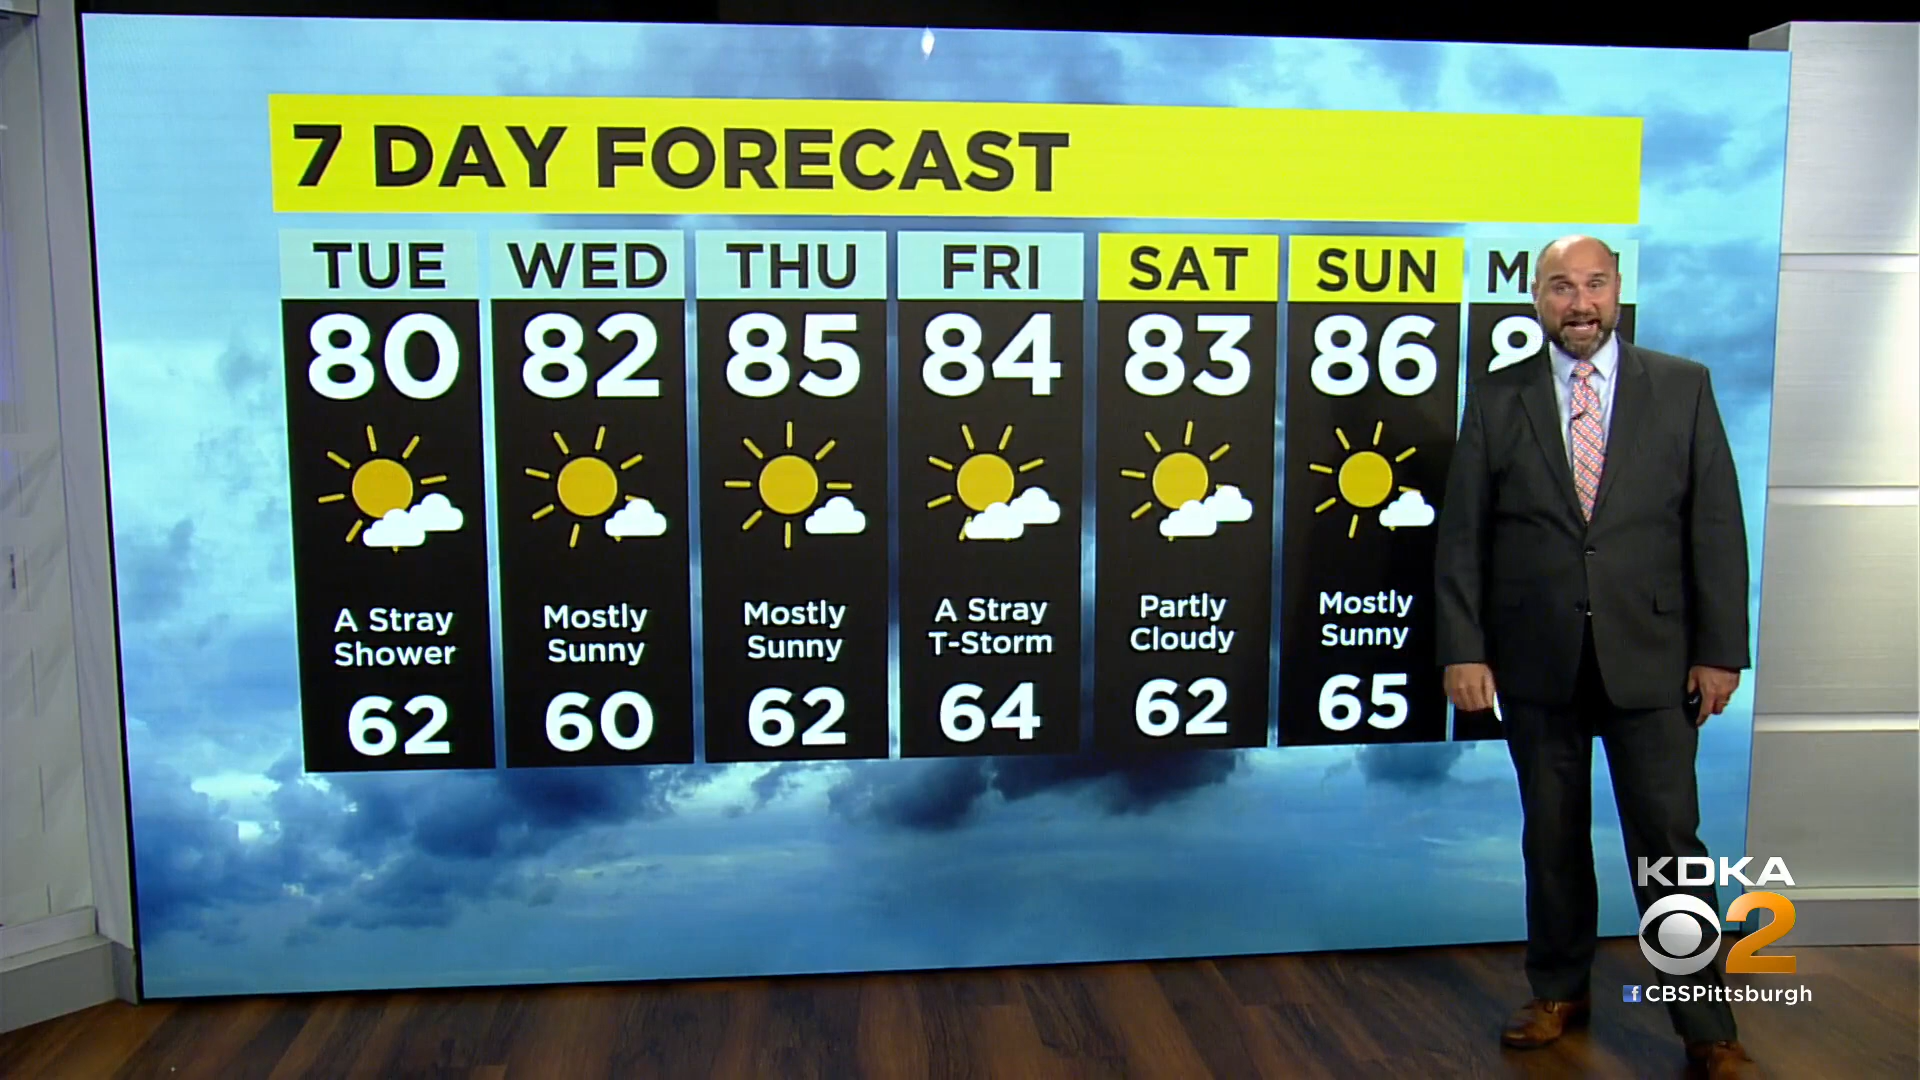 7 DAY FORECAST
TUE WED THU FRI SAT SUN
80 82 85 84 83 86
A Stray Shower
Mostly Sunny
Mostly Sunny
A Stray T-Storm
Partly Cloudy
Mostly Sunny
62 60 62 64 62 65
KDKA
2
CBSPittsburgh